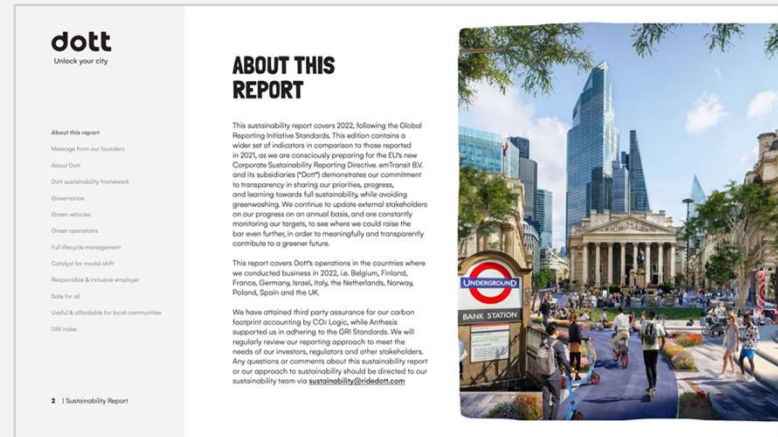 dott
Unlock your city
About this report
Message from our founders
About Dott
Dott sustainability framework
Governance
Green vehicles
Green operations
Full lifecycle management
Catalyst for modal shift
Responsible & inclusive employer
Safe for all
Useful & affordable for local communities
GRI index
2 | Sustainability Report
ABOUT THIS
REPORT
This sustainability report covers 2022, following the Global
Reporting Initiative Standards. This edition contains a
wider set of indicators in comparison to those reported
in 2021, as we are consciously preparing for the EU's new
Corporate Sustainability Reporting Directive. emTransit B.V.
and its subsidiaries ("Dott") demonstrates our commitment
to transparency in sharing our priorities, progress,
and learning towards full sustainability, while avoiding
greenwashing. We continue to update external stakeholders
on our progress on an annual basis, and are constantly
monitoring our targets, to see where we could raise the
bar even further, in order to meaningfully and transparently
contribute to a greener future.
This report covers Dott's operations in the countries where
we conducted business in 2022, i.e. Belgium, Finland,
France, Germany, Israel, Italy, the Netherlands, Norway,
Poland, Spain and the UK.
We have attained third party assurance for our carbon
footprint accounting by CO2 Logic, while Anthesis
supported us in adhering to the GRI Standards. We will
regularly review our reporting approach to meet the
needs of our investors, regulators and other stakeholders.
Any questions or comments about this sustainability report
or our approach to sustainability should be directed to our
sustainability team via sustainability@ridedott.com
UNDERGROUND
BANK STATION